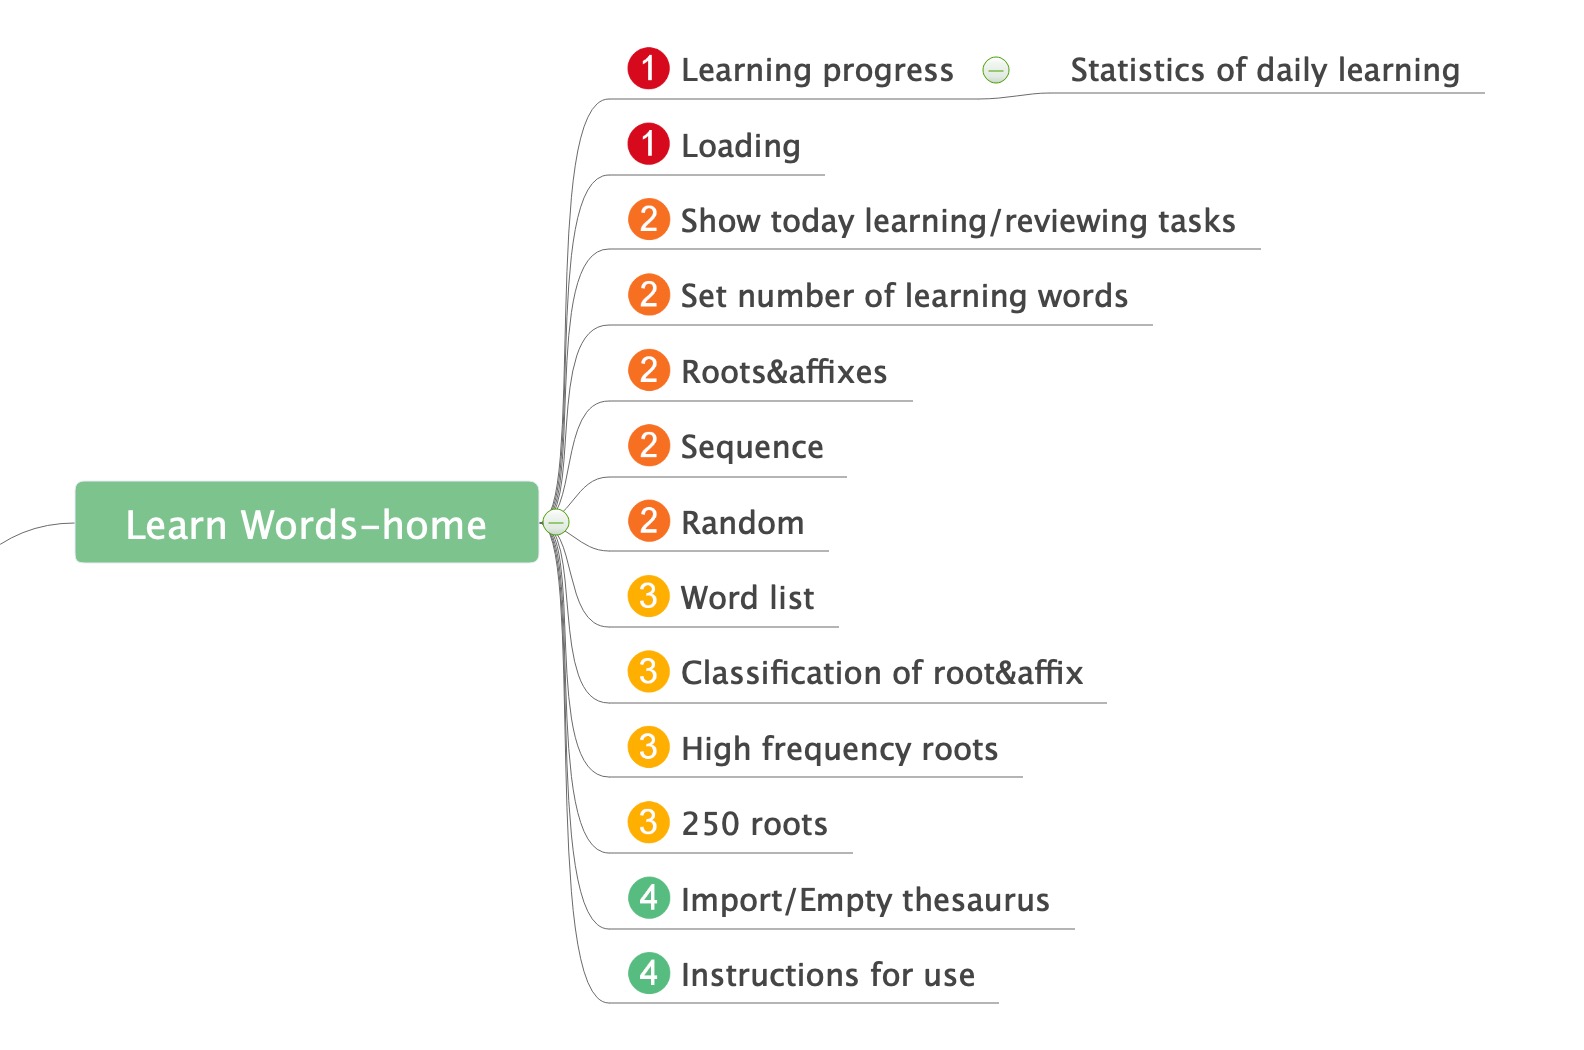 1 Learning progress Statistics of daily learning
1 Loading
2 Show today learning/reviewing tasks
2 Set number of learning words
2 Roots&affixes
2 Sequence
2 Random
Learn Words-home
3 Word list
3 Classification of root&affix
3 High frequency roots
3 250 roots
4 Import/Empty thesaurus
4 Instructions for use